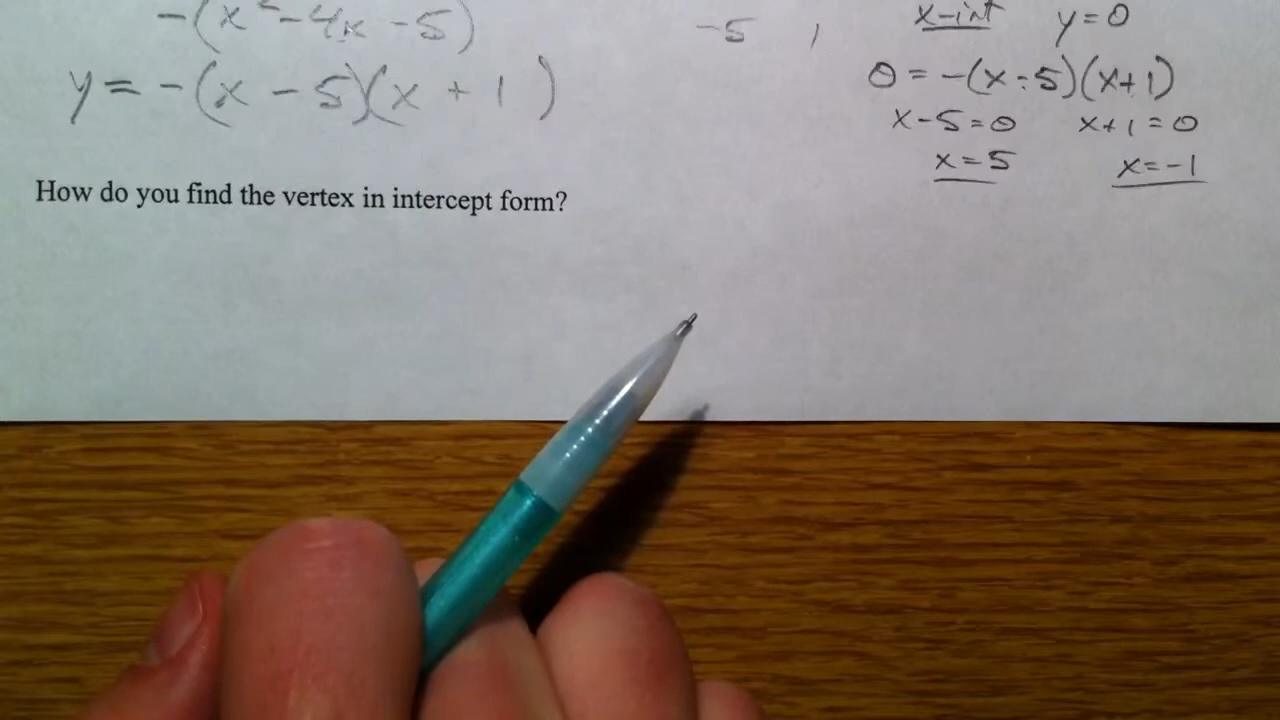 -(x² - 4x - 5)
y = -(x - 5)(x + 1)
-5 1
x-int y=0
0 = -(x-5)(x+1)
x-5=0 x+1=0
x=5 x=-1
How do you find the vertex in intercept form?